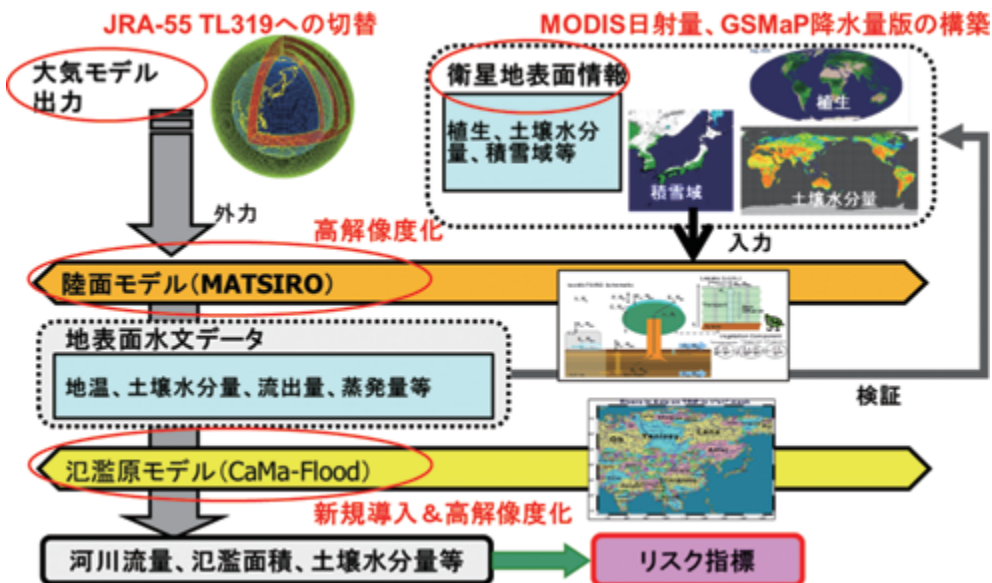 JRA-55 TL319への切替
MODIS日射量、GSMaP降水量版の構築
大気モデル
出力
衛星地表面情報
植生、土壌水分
量、積雪域等
植生
積雪域
土壌水分量
外力
高解像度化
入力
陸面モデル(MATSIRO)
地表面水文データ
地温、土壌水分量、流出量、蒸発量等
検証
氾濫原モデル(CaMa-Flood)
新規導入&高解像度化
河川流量、氾濫面積、土壌水分量等
リスク指標